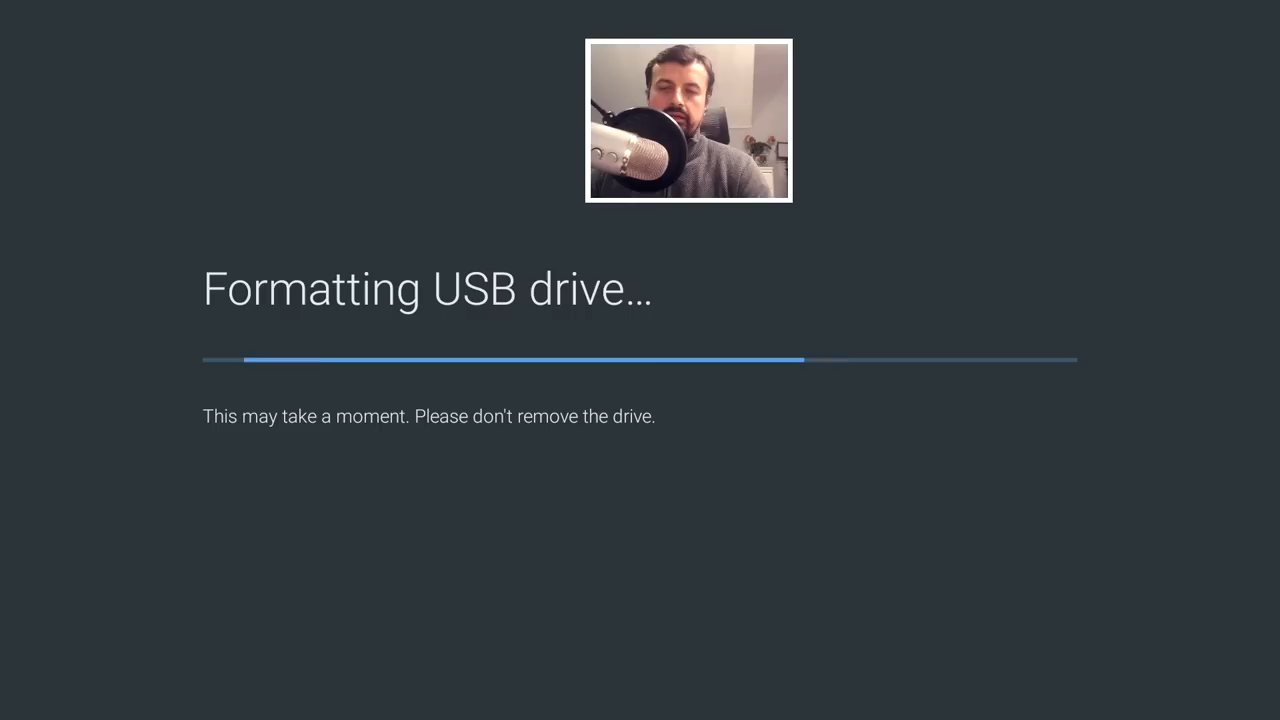 Formatting USB drive...
This may take a moment. Please don't remove the drive.